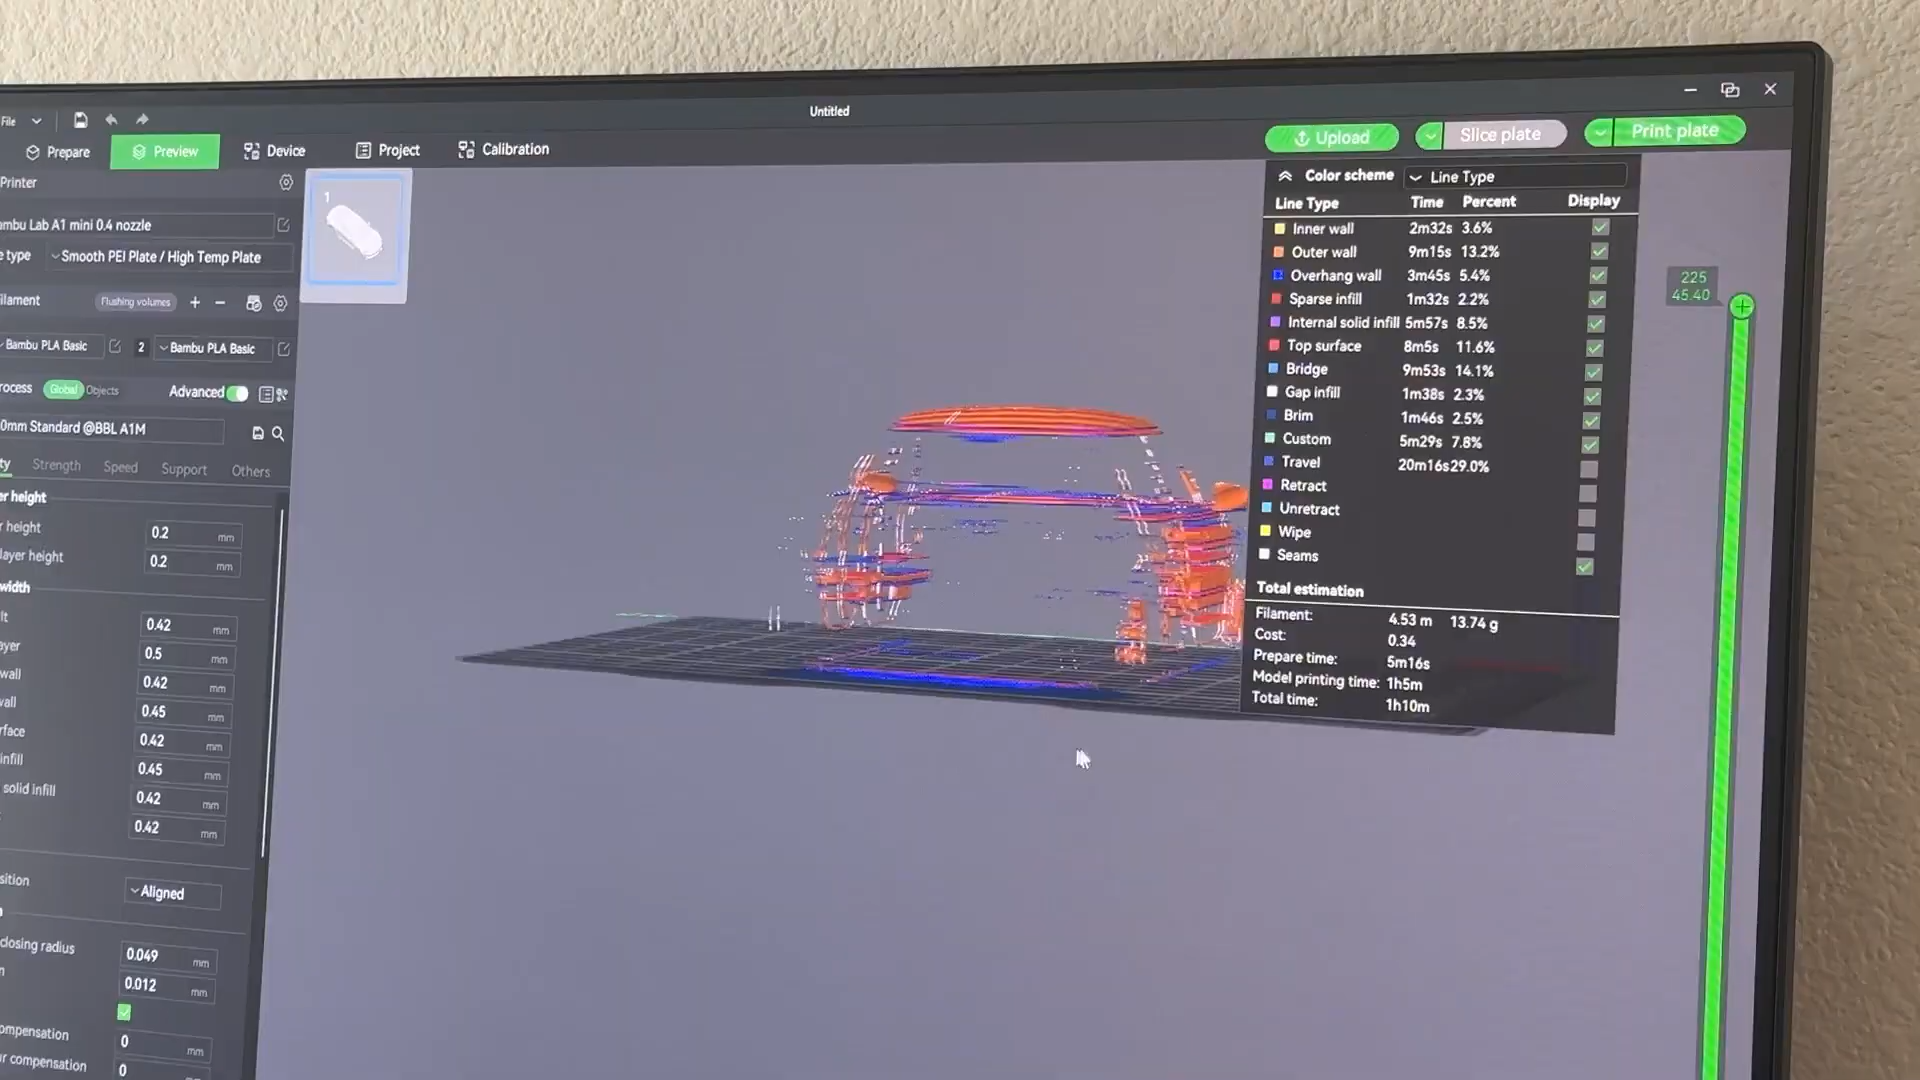 Untitled
File
Prepare
Preview
Device
Project
Calibration
Upload
Slice plate
Print plate
Printer
ambu Lab A1 mini 0.4 nozzle
e type
Smooth PEI Plate / High Temp Plate
ilament
Flushing volumes
+
−
Bambu PLA Basic
2
Bambu PLA Basic
ocess
Global
Objects
Advanced
0mm Standard @BBL A1M
ty
Strength
Speed
Support
Others
er height
r height
0.2 mm
layer height
0.2 mm
width
lt
0.42 mm
ayer
0.5 mm
wall
0.42 mm
vall
0.45 mm
rface
0.42 mm
infill
0.45 mm
solid infill
0.42 mm
0.42 mm
sition
Aligned
closing radius
0.049 mm
n
0.012 mm
ompensation
0 mm
r compensation
0
1
Color scheme
Line Type
Line Type Time Percent Display
Inner wall 2m32s 3.6%
Outer wall 9m15s 13.2%
Overhang wall 3m45s 5.4%
Sparse infill 1m32s 2.2%
Internal solid infill 5m57s 8.5%
Top surface 8m5s 11.6%
Bridge 9m53s 14.1%
Gap infill 1m38s 2.3%
Brim 1m46s 2.5%
Custom 5m29s 7.8%
Travel 20m16s 29.0%
Retract
Unretract
Wipe
Seams
Total estimation
Filament: 4.53 m 13.74 g
Cost: 0.34
Prepare time: 5m16s
Model printing time: 1h5m
Total time: 1h10m
225
45.40